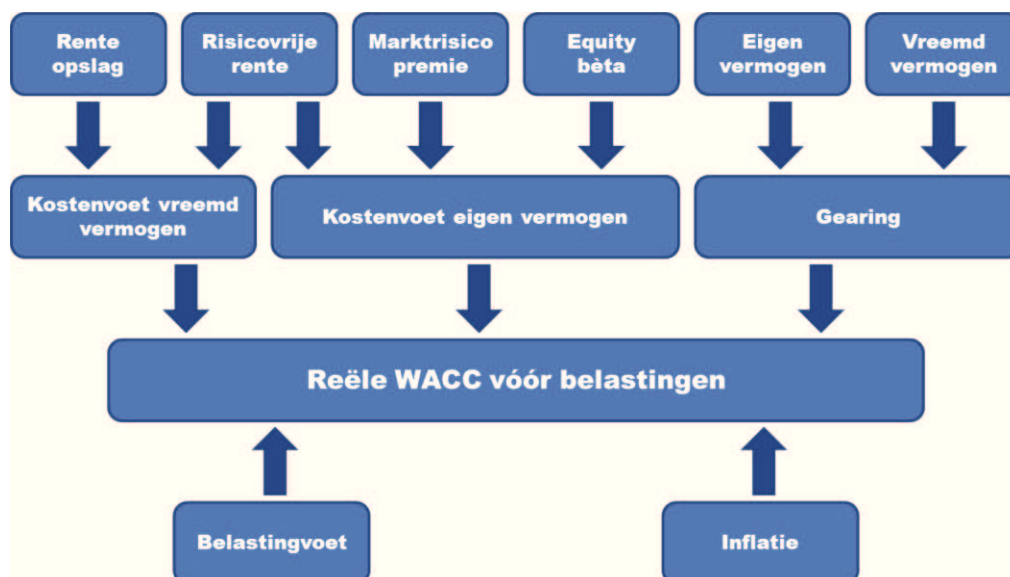 Rente
opslag
Risicovrije
rente
Marktrisico
premie
Equity
bèta
Eigen
vermogen
Vreemd
vermogen
Kostenvoet vreemd
vermogen
Kostenvoet eigen vermogen
Gearing
Reële WACC vóór belastingen
Belastingvoet
Inflatie